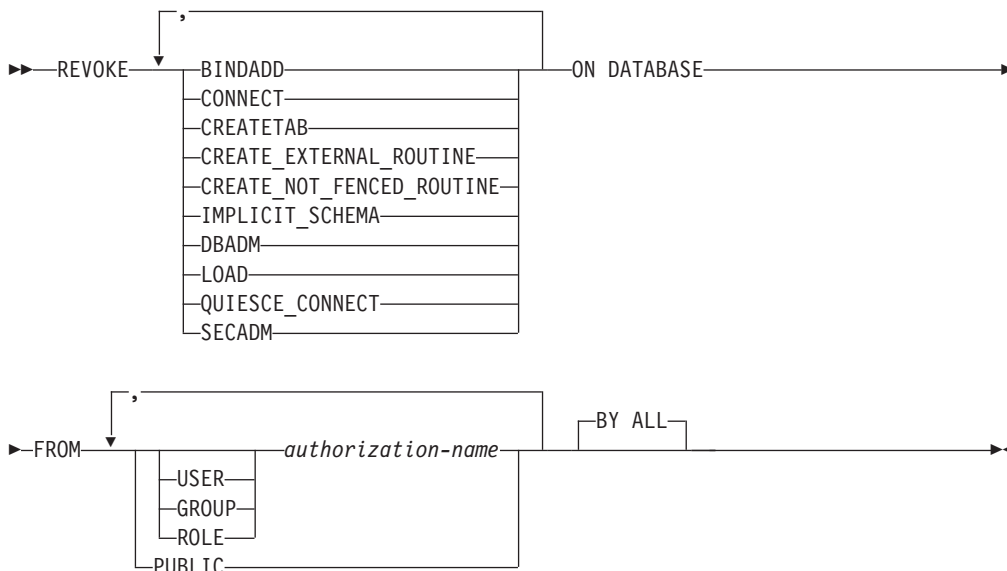 ,
REVOKE BINDADD ON DATABASE
CONNECT
CREATETAB
CREATE_EXTERNAL_ROUTINE
CREATE_NOT_FENCED_ROUTINE
IMPLICIT_SCHEMA
DBADM
LOAD
QUIESCE_CONNECT
SECADM
,
BY ALL
FROM authorization-name
USER
GROUP
ROLE
PUBLIC